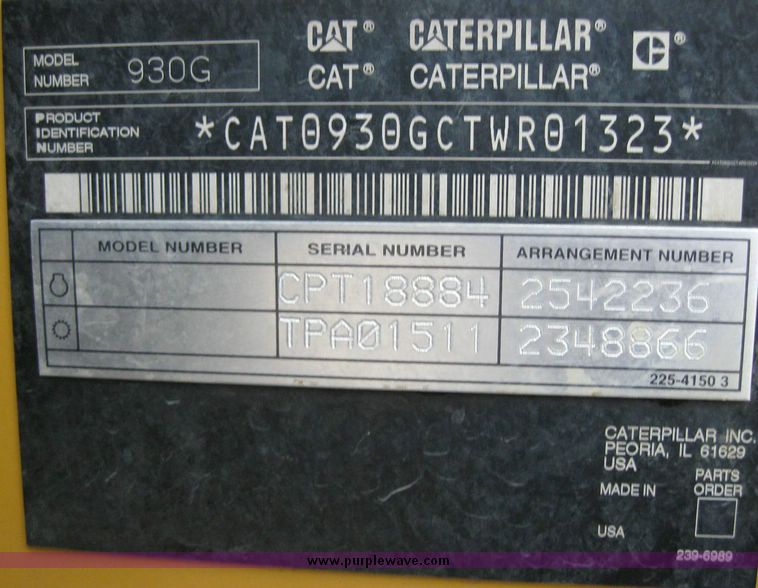 CAT® CATERPILLAR® ®
MODEL
NUMBER 930G CAT® CATERPILLAR®
PRODUCT
IDENTIFICATION
NUMBER *CAT0930GCTWR01323*
MODEL NUMBER SERIAL NUMBER ARRANGEMENT NUMBER
CPT18884 2542236
TPA01511 2348866
225-4150 3
CATERPILLAR INC.
PEORIA, IL 61629
USA
PARTS
MADE IN ORDER
USA
239-6989
www.purplewave.com